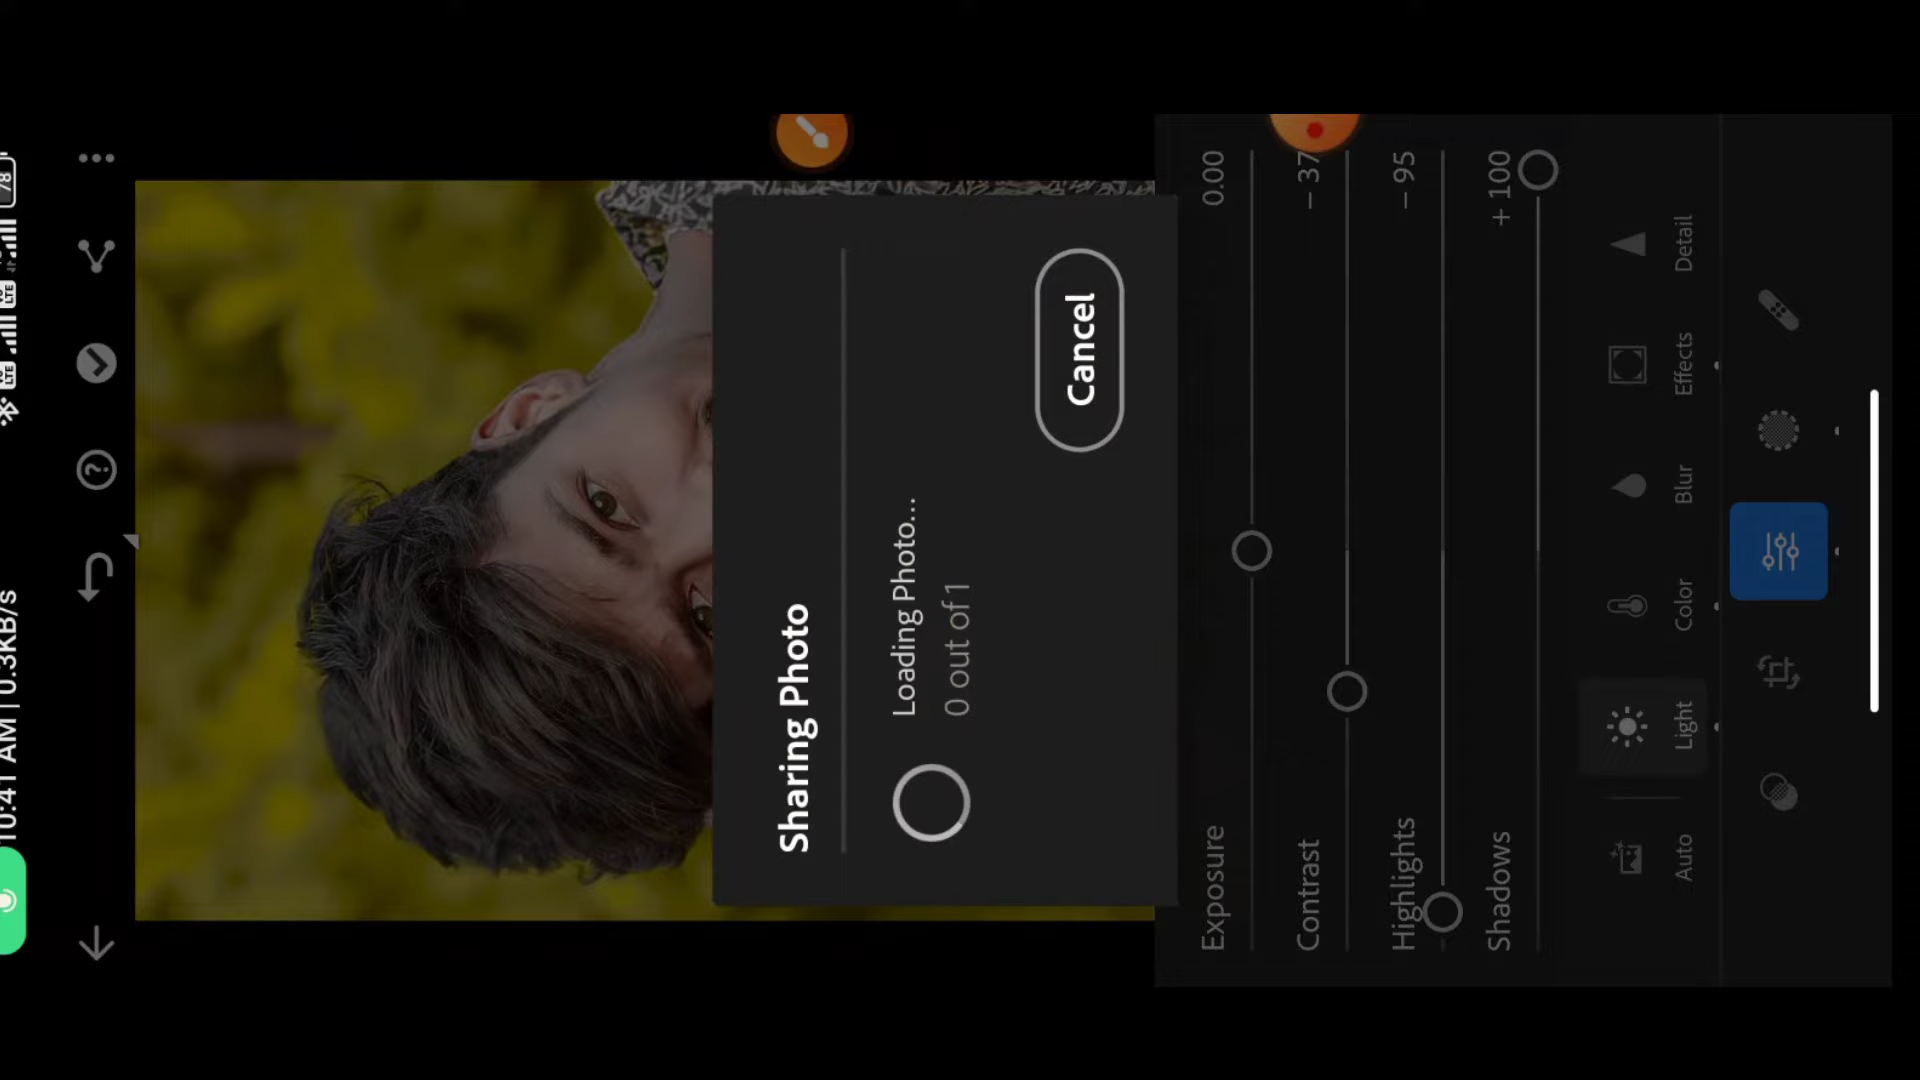 10:41 AM | 0.3KB/s
78
Sharing Photo
Loading Photo...
0 out of 1
Cancel
Exposure 0.00
Contrast – 37
Highlights – 95
Shadows + 100
Auto
Light
Color
Blur
Effects
Detail